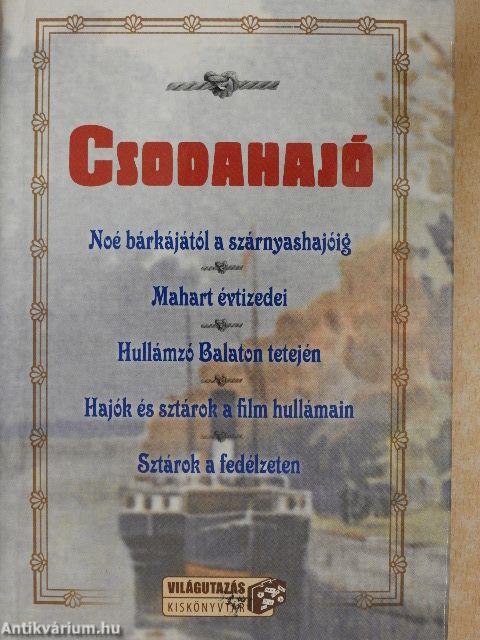 CSODAHAJÓ
Noé bárkájától a szárnyashajóig
Mahart évtizedei
Hullámzó Balaton tetején
Hajók és sztárok a film hullámain
Sztárok a fedélzeten
VILÁGUTAZÁS
KISKÖNYVTÁR
Antikvárium.hu